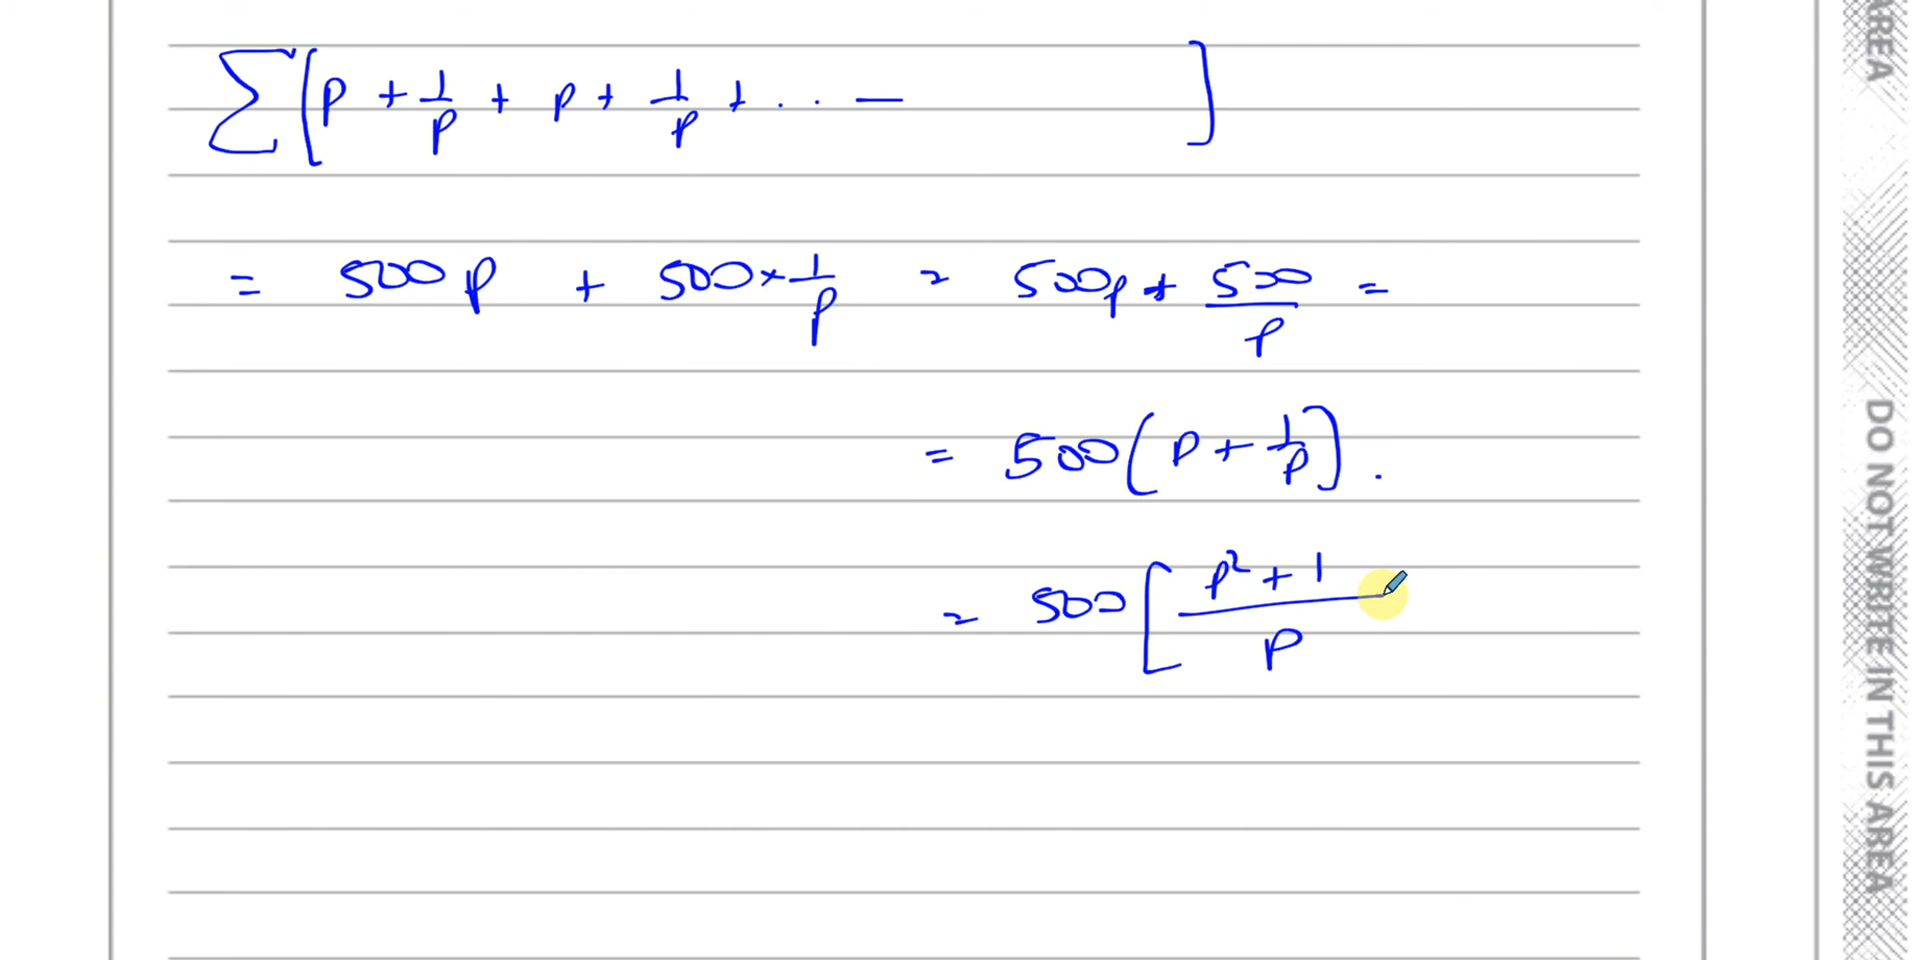 ∑[p + 1/p + p + 1/p + . . . — ]
= 500p + 500 × 1/p = 500p + 500/p =
= 500(p + 1/p).
= 500[(p² + 1)/p
AREA
DO NOT WRITE IN THIS AREA